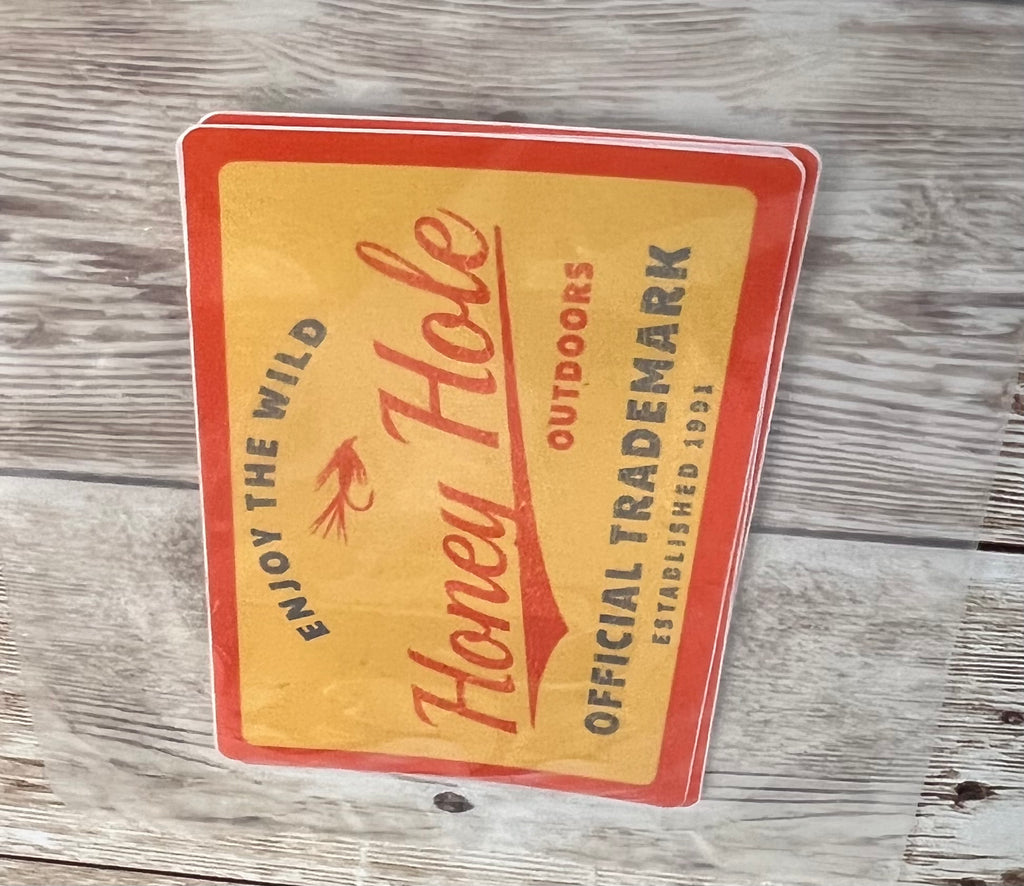 ENJOY THE WILD
Honey Hole
OUTDOORS
OFFICIAL TRADEMARK
ESTABLISHED 1991